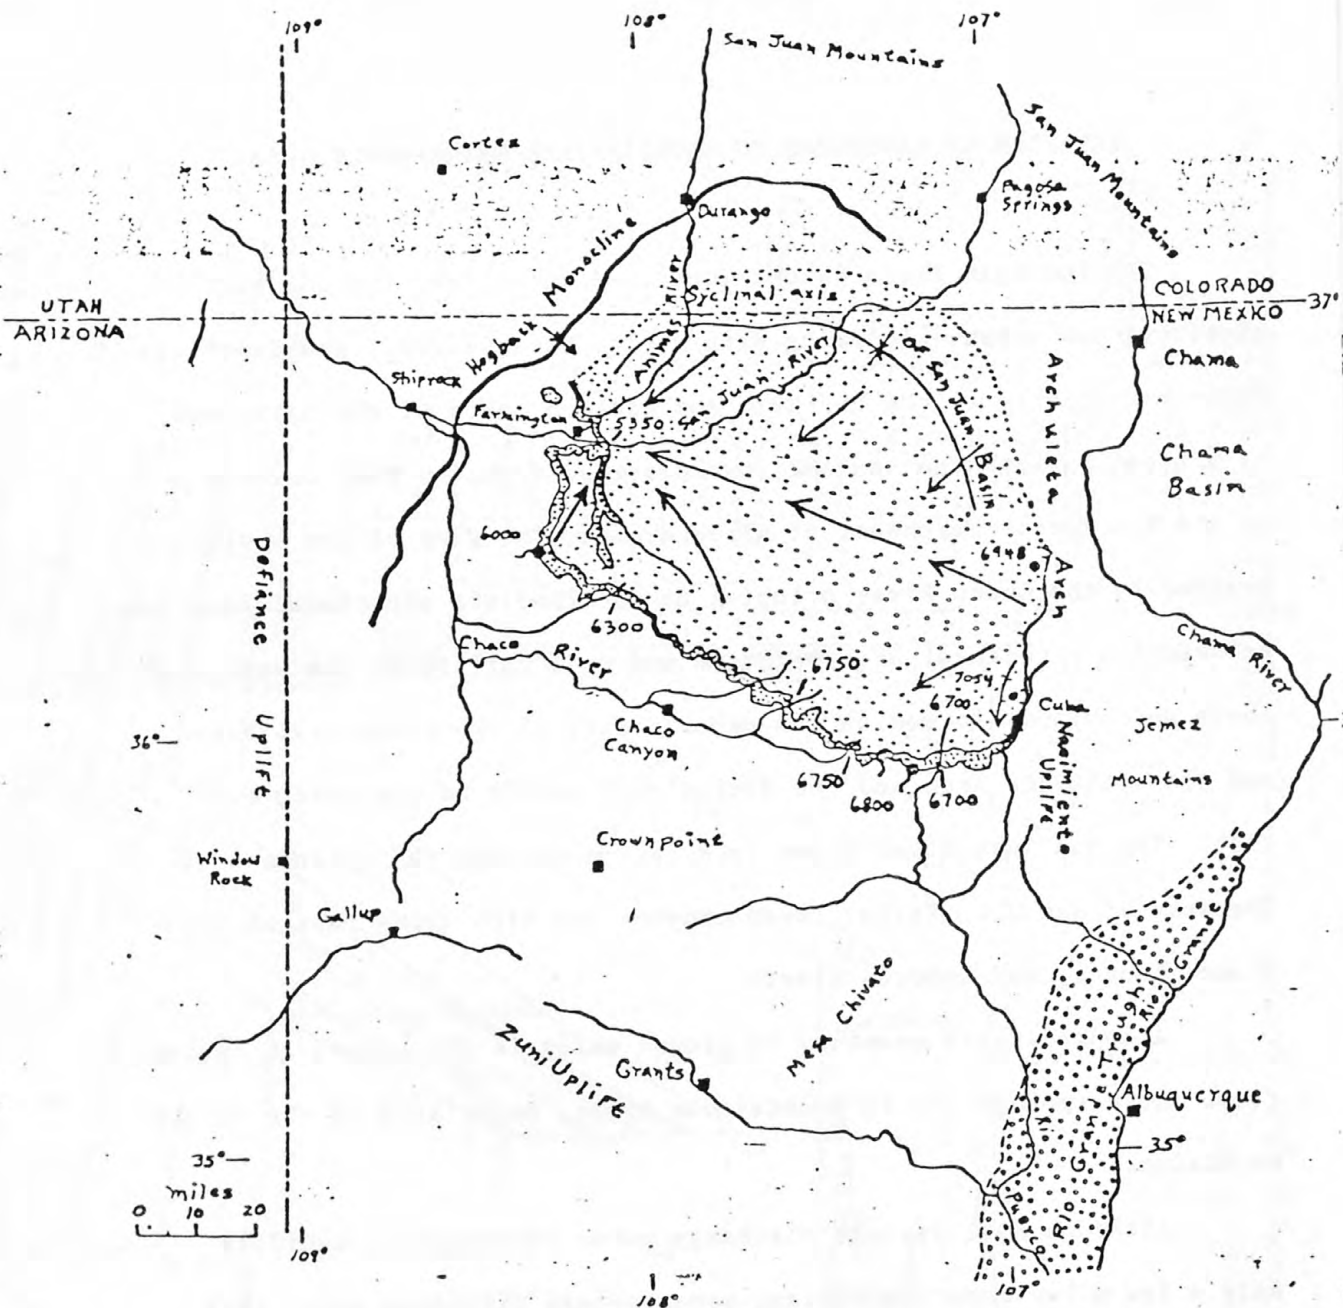 109°
108°
107°
San Juan Mountains
San Juan Mountains
Cortez
Pagosa
Springs
Durango
Hogback Monocline
Animas River
Syclinal axis
of San Juan Basin
UTAH
ARIZONA
COLORADO
NEW MEXICO
37°
Chama
Shiprock
Farmington
5350
San Juan River
Archuleta
Arch
Chama
Basin
6000
6948
Defiance Uplift
6300
Chaco River
6750
7054
6700
Cuba
Chama River
36°
Chaco
Canyon
Nacimiento
Uplift
Jemez
Mountains
6750
6800
6700
Crownpoint
Window
Rock
Gallup
Mesa Chivato
Zuni Uplift
Grants
Rio Grande
Rio Grande Trough
Albuquerque
35°
35°
Puerco
miles
0 10 20
109°
108°
107°